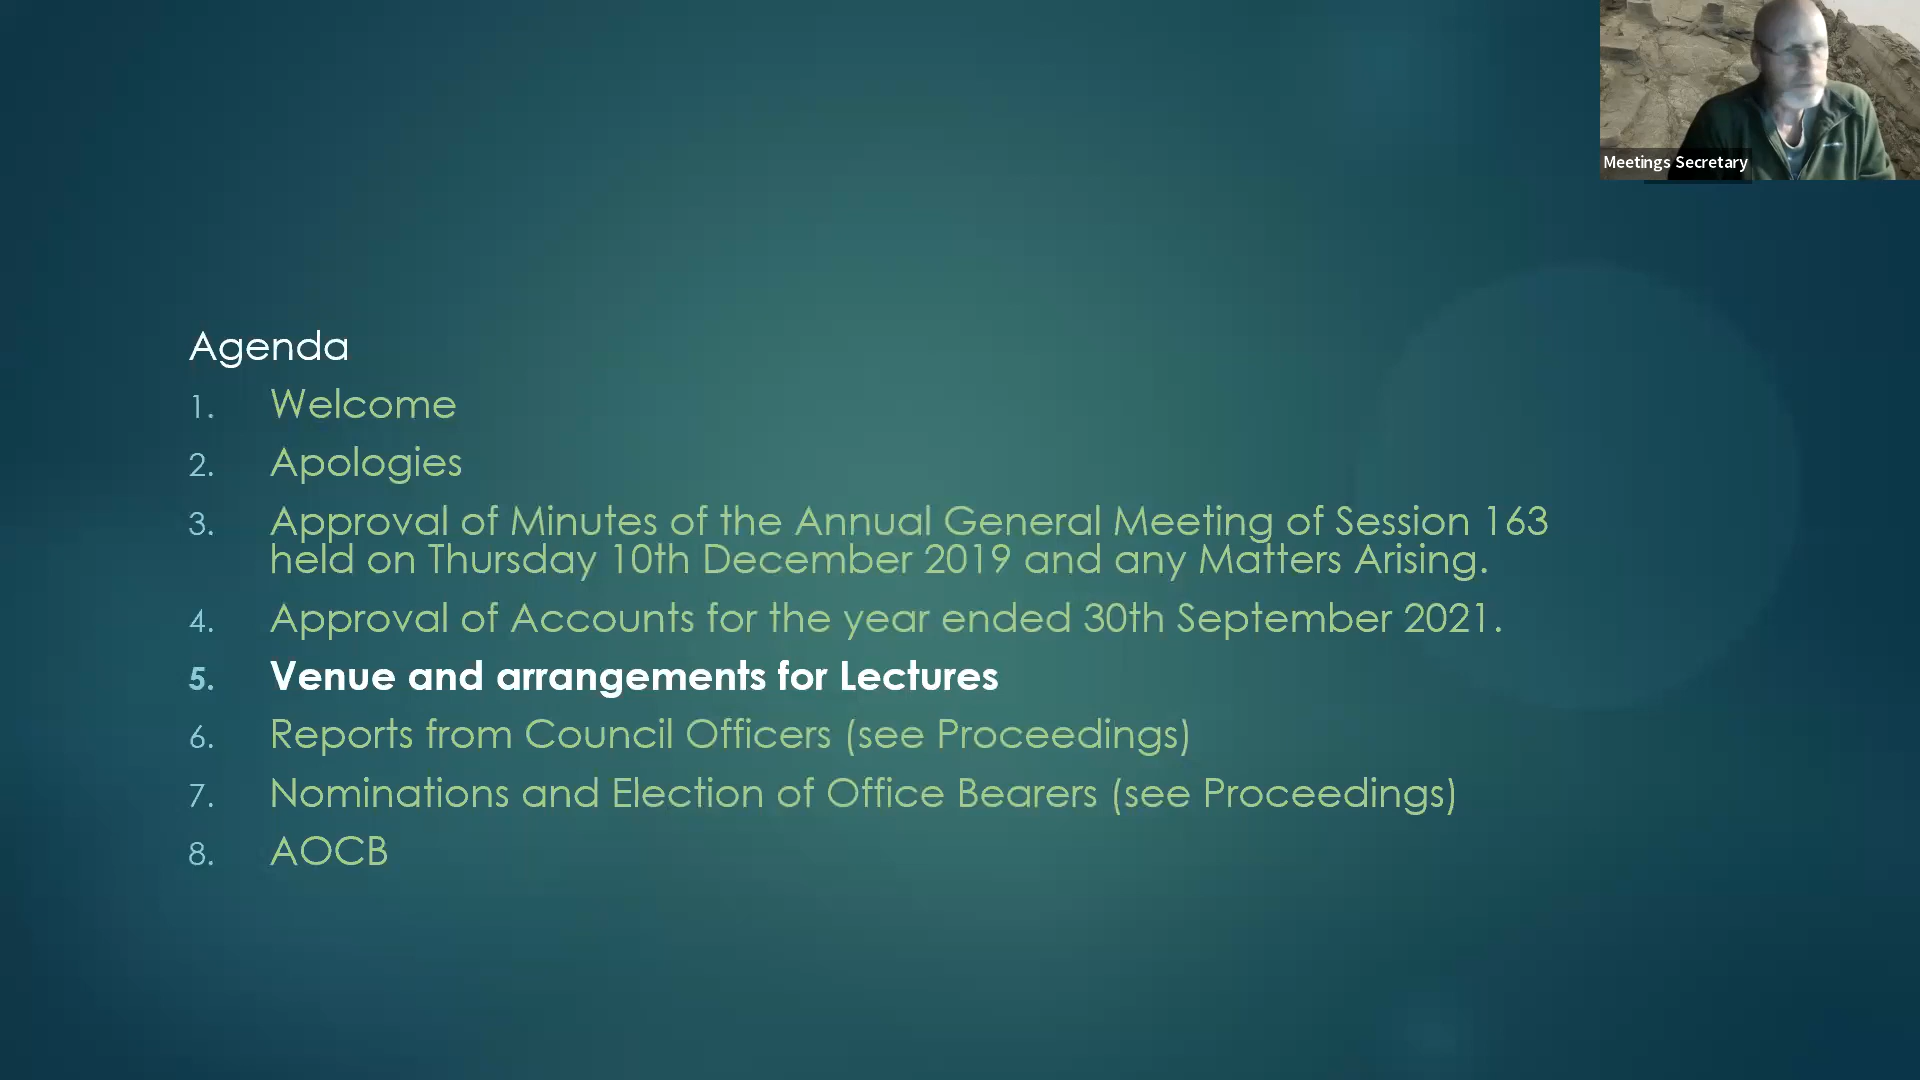 Meetings Secretary
Agenda
1. Welcome
2. Apologies
3. Approval of Minutes of the Annual General Meeting of Session 163
held on Thursday 10th December 2019 and any Matters Arising.
4. Approval of Accounts for the year ended 30th September 2021.
5. Venue and arrangements for Lectures
6. Reports from Council Officers (see Proceedings)
7. Nominations and Election of Office Bearers (see Proceedings)
8. AOCB